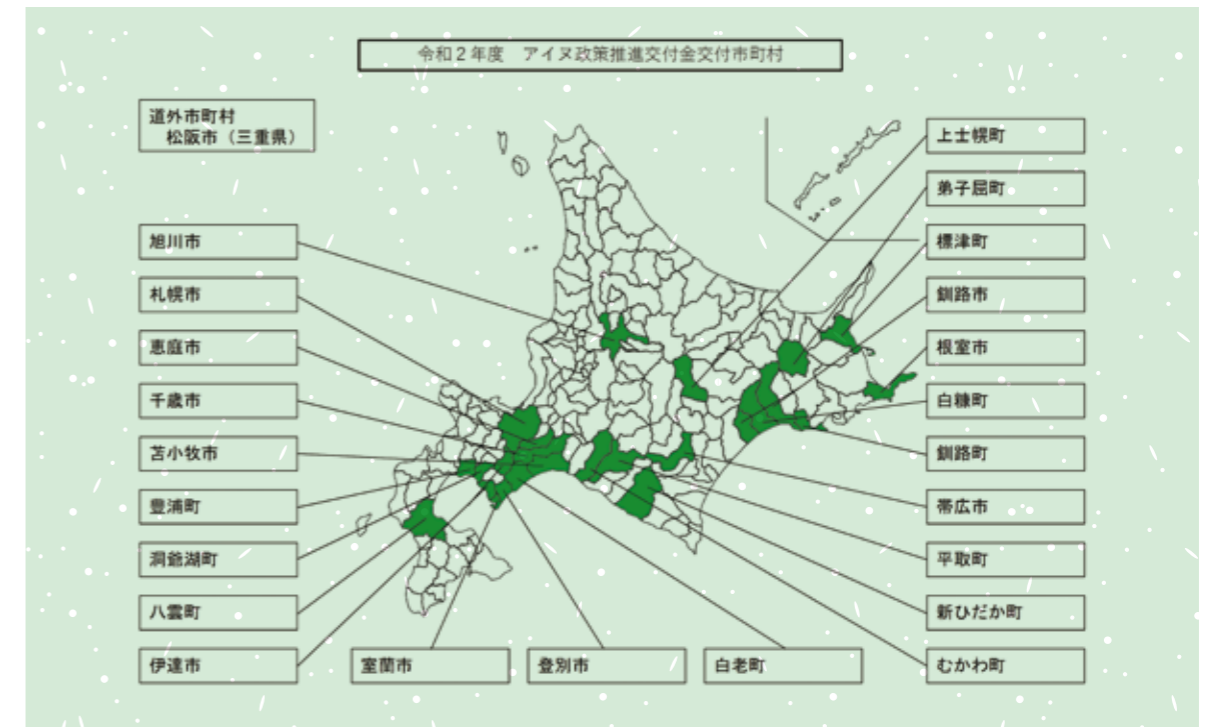 令和２年度　アイヌ政策推進交付金交付市町村
道外市町村
松阪市（三重県）
旭川市
札幌市
恵庭市
千歳市
苫小牧市
豊浦町
洞爺湖町
八雲町
伊達市
室蘭市
登別市
白老町
上士幌町
弟子屈町
標津町
釧路市
根室市
白糠町
釧路町
帯広市
平取町
新ひだか町
むかわ町